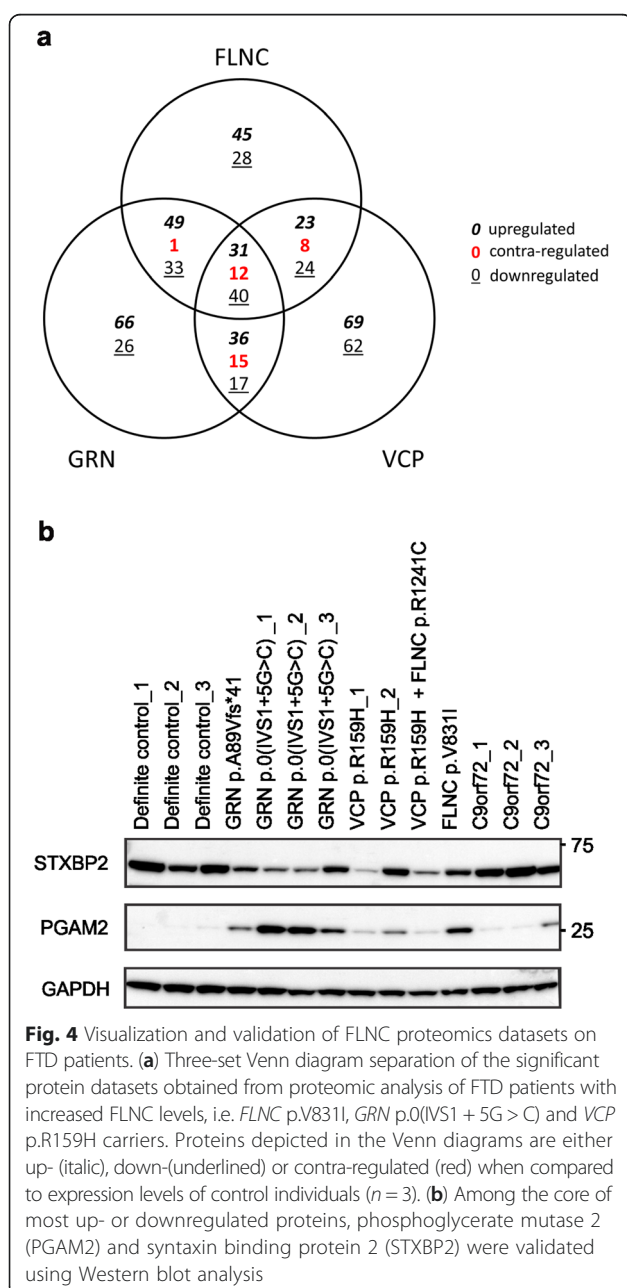 a
FLNC
45
28
49
1
33
23
8
24
31
12
40
66
26
36
15
17
69
62
GRN
VCP
0 upregulated
0 contra-regulated
0 downregulated
b
Definite control_1
Definite control_2
Definite control_3
GRN p.A89Vfs*41
GRN p.0(IVS1+5G>C)_1
GRN p.0(IVS1+5G>C)_2
GRN p.0(IVS1+5G>C)_3
VCP p.R159H_1
VCP p.R159H_2
VCP p.R159H + FLNC p.R1241C
FLNC p.V831I
C9orf72_1
C9orf72_2
C9orf72_3
STXBP2
75
PGAM2
25
GAPDH
Fig. 4 Visualization and validation of FLNC proteomics datasets on
FTD patients. (a) Three-set Venn diagram separation of the significant
protein datasets obtained from proteomic analysis of FTD patients with
increased FLNC levels, i.e. FLNC p.V831I, GRN p.0(IVS1 + 5G > C) and VCP
p.R159H carriers. Proteins depicted in the Venn diagrams are either
up- (italic), down-(underlined) or contra-regulated (red) when compared
to expression levels of control individuals (n = 3). (b) Among the core of
most up- or downregulated proteins, phosphoglycerate mutase 2
(PGAM2) and syntaxin binding protein 2 (STXBP2) were validated
using Western blot analysis